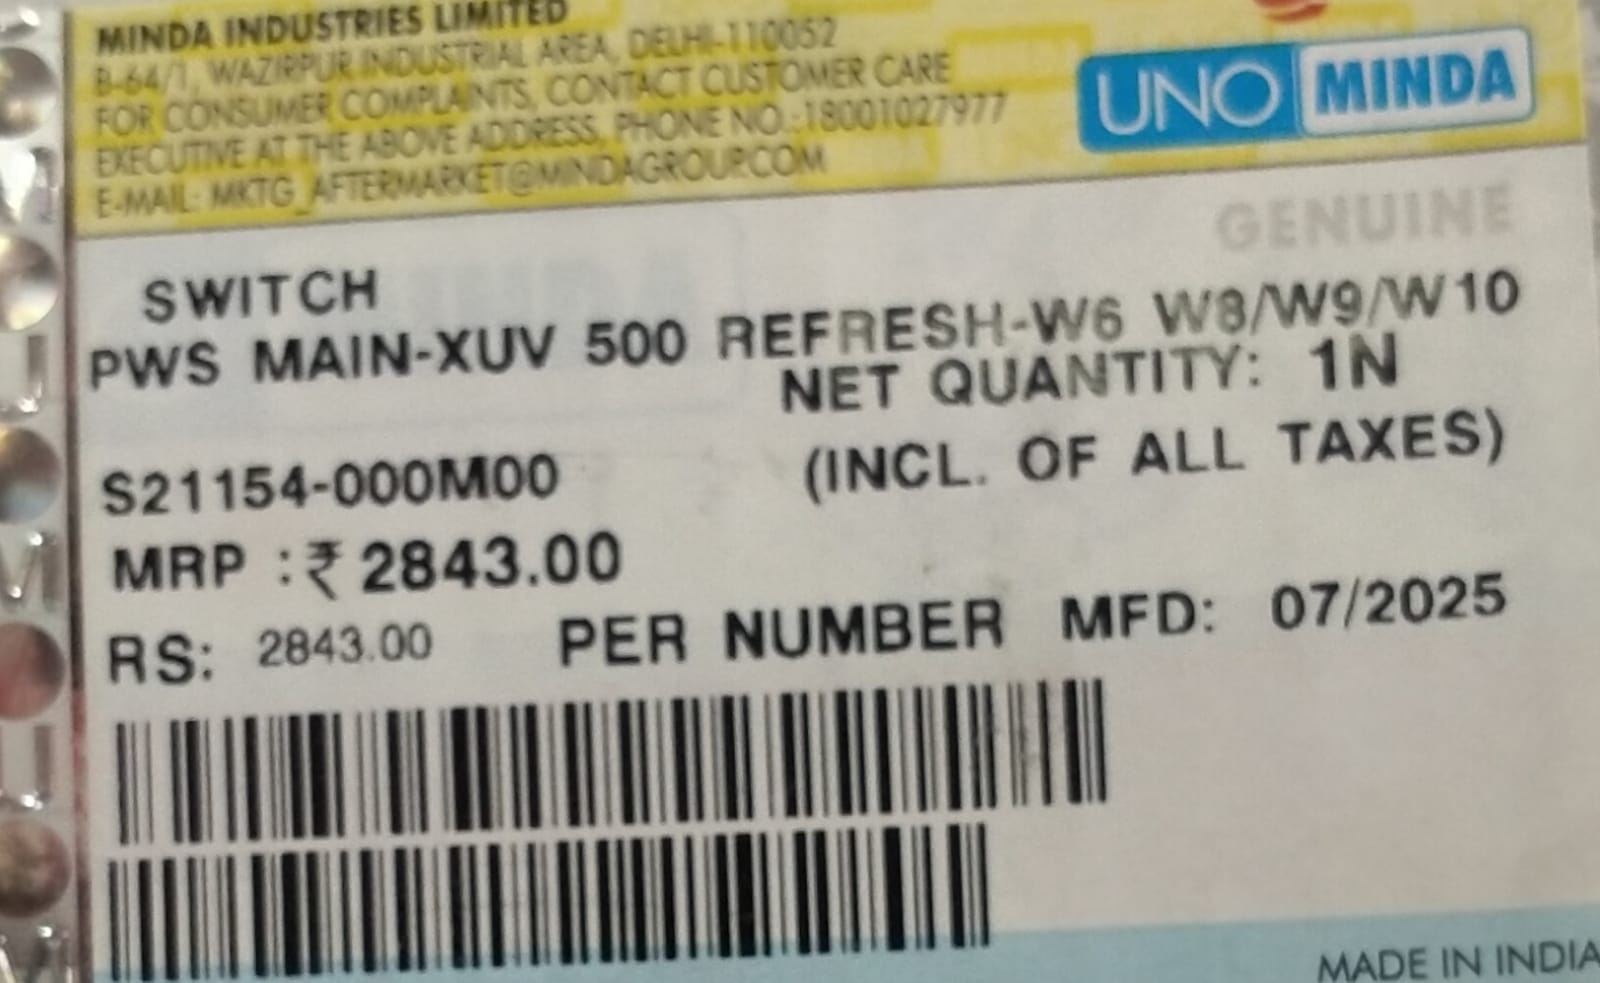 MINDA INDUSTRIES LIMITED
B-64/1, WAZIRPUR INDUSTRIAL AREA, DELHI-110052
FOR CONSUMER COMPLAINTS, CONTACT CUSTOMER CARE
EXECUTIVE AT THE ABOVE ADDRESS, PHONE NO.:-18001027977
E-MAIL: MKTG_AFTERMARKET@MINDAGROUP.COM
UNO MINDA
GENUINE
SWITCH
PWS MAIN-XUV 500 REFRESH-W6 W8/W9/W10
NET QUANTITY: 1N
S21154-000M00 (INCL. OF ALL TAXES)
MRP :₹ 2843.00
RS: 2843.00 PER NUMBER MFD: 07/2025
MADE IN INDIA